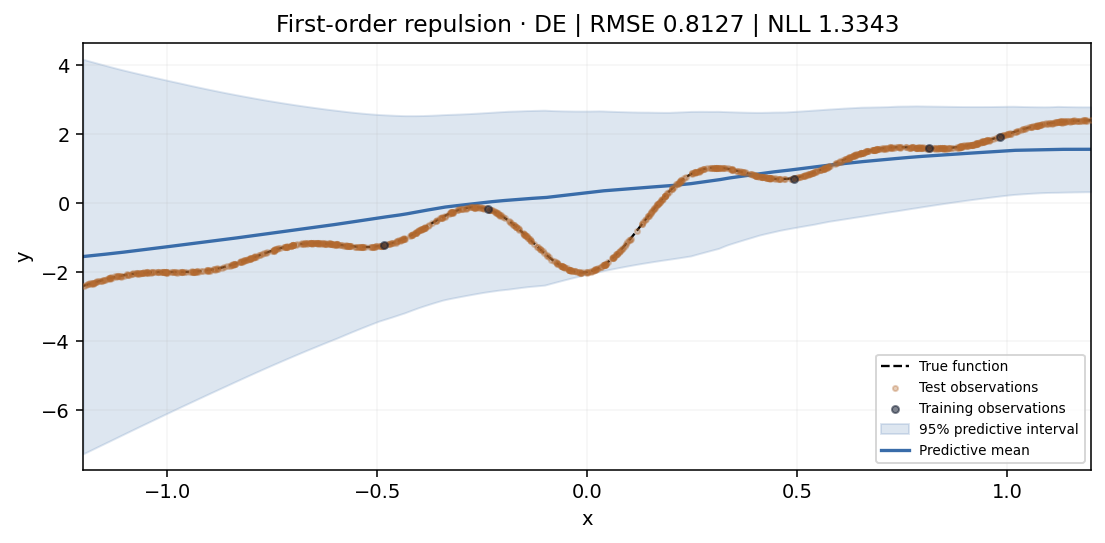 First-order repulsion · DE | RMSE 0.8127 | NLL 1.3343
4
2
0
−2
−4
−6
y
−1.0
−0.5
0.0
0.5
1.0
x
True function
Test observations
Training observations
95% predictive interval
Predictive mean